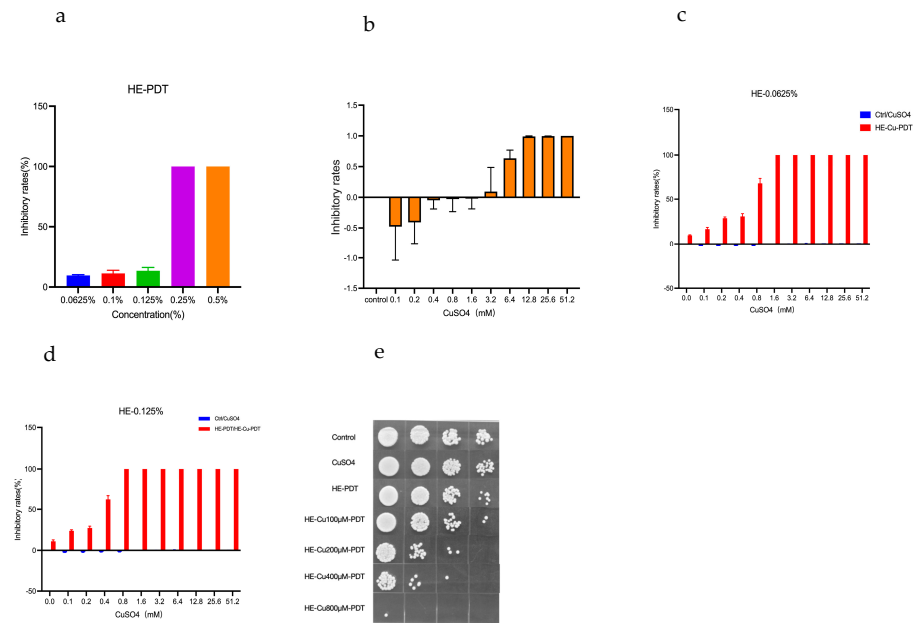 a
HE-PDT
Inhibitory rates(%)
150
100
50
0
0.0625% 0.1% 0.125% 0.25% 0.5%
Concentration(%)
b
Inhibitory rates
1.5
1.0
0.5
0.0
-0.5
-1.0
-1.5
control 0.1 0.2 0.4 0.8 1.6 3.2 6.4 12.8 25.6 51.2
CuSO4 (mM)
c
HE-0.0625%
Ctrl/CuSO4
HE-Cu-PDT
Inhibitory rates(%)
150
100
50
0
-50
0.0 0.1 0.2 0.4 0.8 1.6 3.2 6.4 12.8 25.6 51.2
CuSO4 (mM)
d
HE-0.125%
Ctrl/CuSO4
HE-PDT/HE-Cu-PDT
Inhibitory rates(%)
150
100
50
0
-50
0.0 0.1 0.2 0.4 0.8 1.6 3.2 6.4 12.8 25.6 51.2
CuSO4 (mM)
e
Control
CuSO4
HE-PDT
HE-Cu100μM-PDT
HE-Cu200μM-PDT
HE-Cu400μM-PDT
HE-Cu800μM-PDT